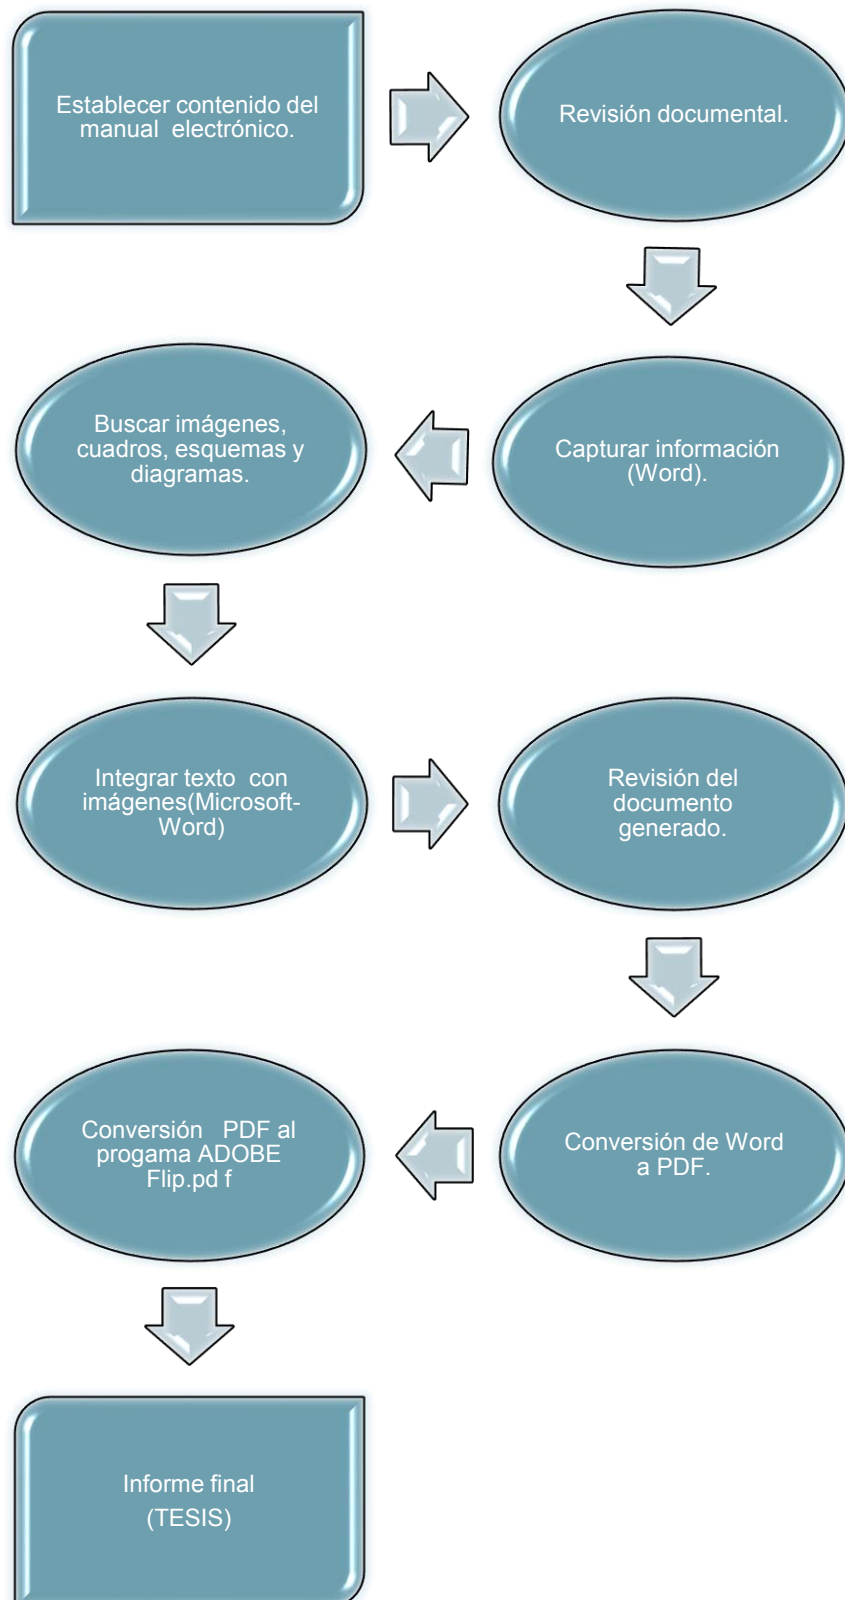 Establecer contenido del
manual electrónico.
Revisión documental.
Capturar información
(Word).
Buscar imágenes,
cuadros, esquemas y
diagramas.
Integrar texto con
imágenes(Microsoft-
Word)
Revisión del
documento
generado.
Conversión de Word
a PDF.
Conversión PDF al
progama ADOBE
Flip.pd f
Informe final
(TESIS)